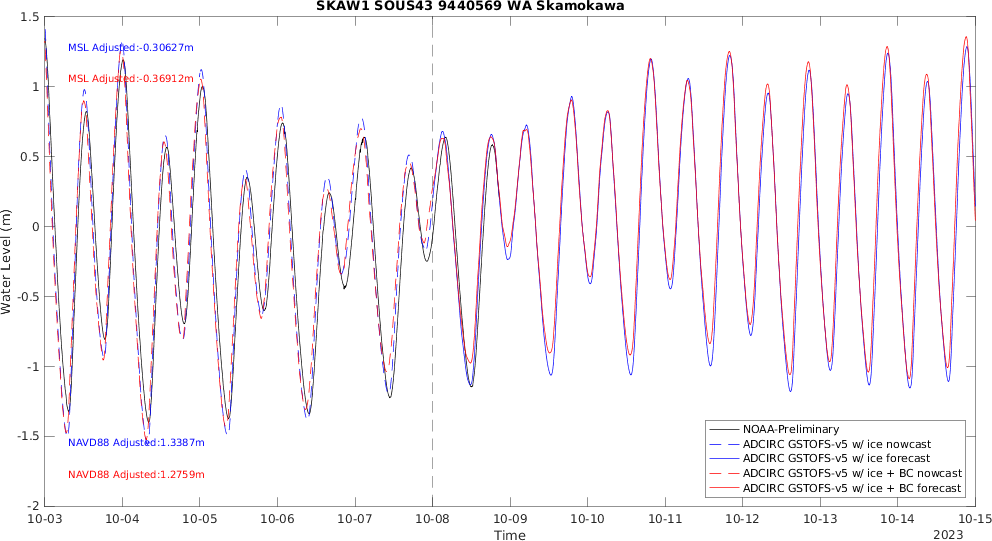 SKAW1 SOUS43 9440569 WA Skamokawa
1.5
1
0.5
0
-0.5
-1
-1.5
-2
Water Level (m)
MSL Adjusted:-0.30627m
MSL Adjusted:-0.36912m
NAVD88 Adjusted:1.3387m
NAVD88 Adjusted:1.2759m
NOAA-Preliminary
ADCIRC GSTOFS-v5 w/ ice nowcast
ADCIRC GSTOFS-v5 w/ ice forecast
ADCIRC GSTOFS-v5 w/ ice + BC nowcast
ADCIRC GSTOFS-v5 w/ ice + BC forecast
10-03 10-04 10-05 10-06 10-07 10-08 10-09 10-10 10-11 10-12 10-13 10-14 10-15
Time
2023